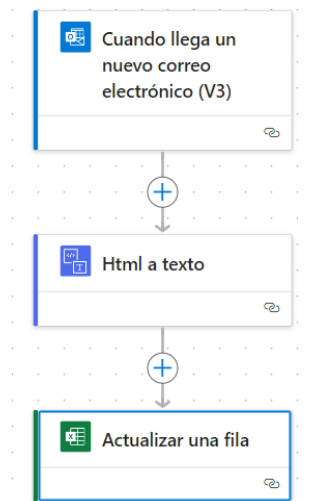 Cuando llega un
nuevo correo
electrónico (V3)
Html a texto
Actualizar una fila